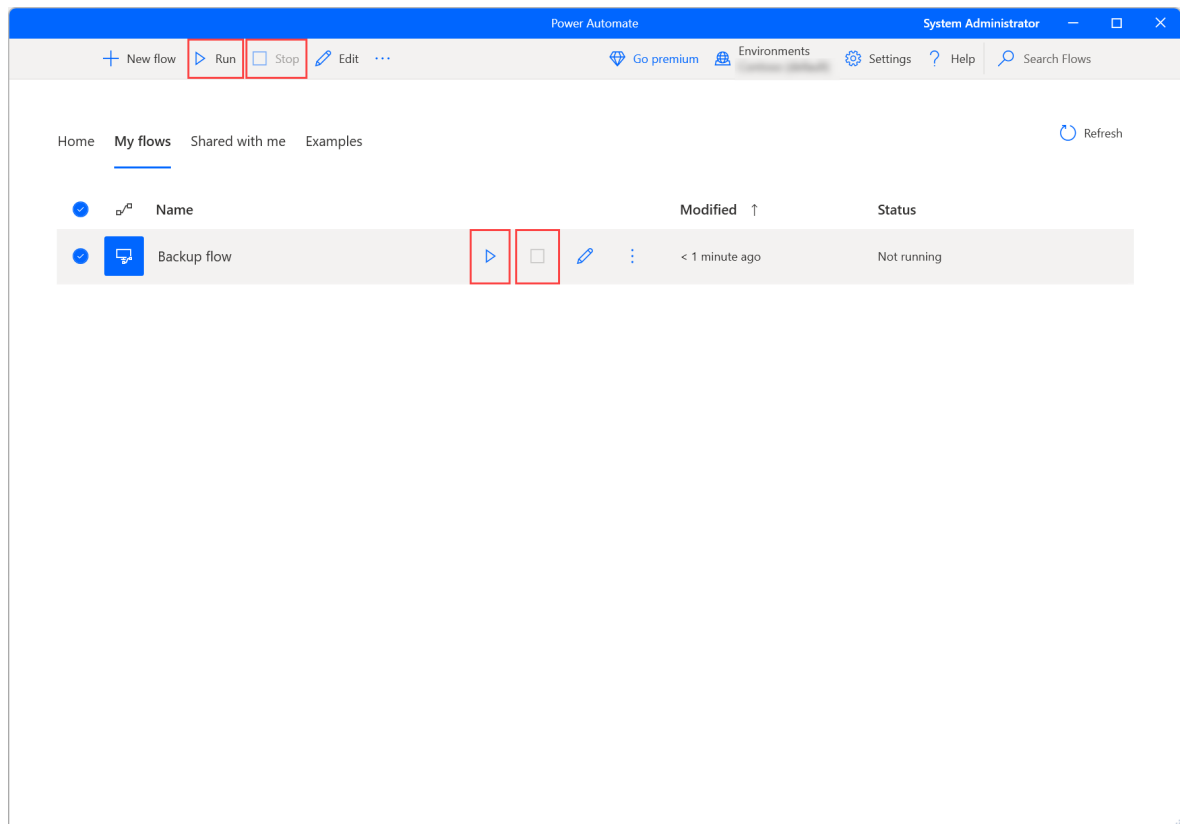 Power Automate System Administrator
New flow Run Stop Edit ... Go premium Environments Settings ? Help Search Flows
Home My flows Shared with me Examples Refresh
Name Modified ↑ Status
Backup flow < 1 minute ago Not running